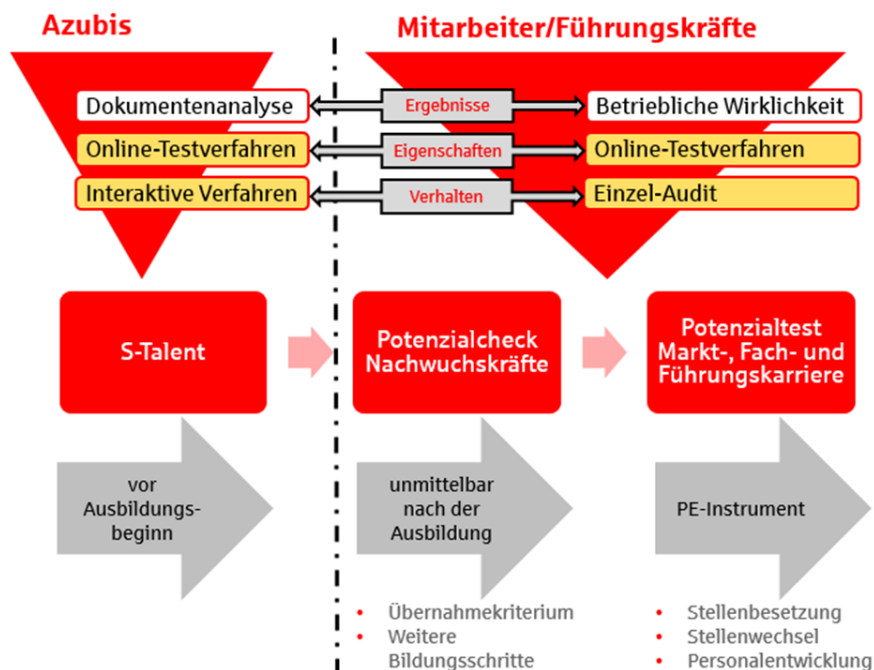 Azubis
Mitarbeiter/Führungskräfte
Dokumentenanalyse
Ergebnisse
Betriebliche Wirklichkeit
Online-Testverfahren
Eigenschaften
Online-Testverfahren
Interaktive Verfahren
Verhalten
Einzel-Audit
S-Talent
Potenzialcheck
Nachwuchskräfte
Potenzialtest
Markt-, Fach- und
Führungskarriere
vor
Ausbildungs-
beginn
unmittelbar
nach der
Ausbildung
PE-Instrument
• Übernahmekriterium
• Weitere
Bildungsschritte
• Stellenbesetzung
• Stellenwechsel
• Personalentwicklung